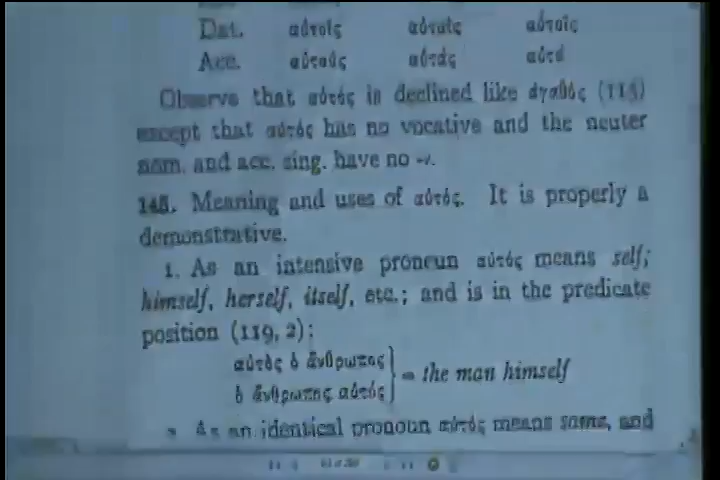 Dat. αὐτοῖς αὐταῖς αὐτοῖς
Acc. αὐτούς αὐτάς αὐτά
Observe that αὐτός is declined like ἀγαθός (115)
except that αὐτός has no vocative and the neuter
nom. and acc. sing. have no -ν.
145. Meaning and uses of αὐτός. It is properly a
demonstrative.
1. As an intensive pronoun αὐτός means self;
himself, herself, itself, etc.; and is in the predicate
position (119, 2):
αὐτὸς ὁ ἄνθρωπος
ὁ ἄνθρωπος αὐτός
= the man himself
As an identical pronoun αὐτός means same, and